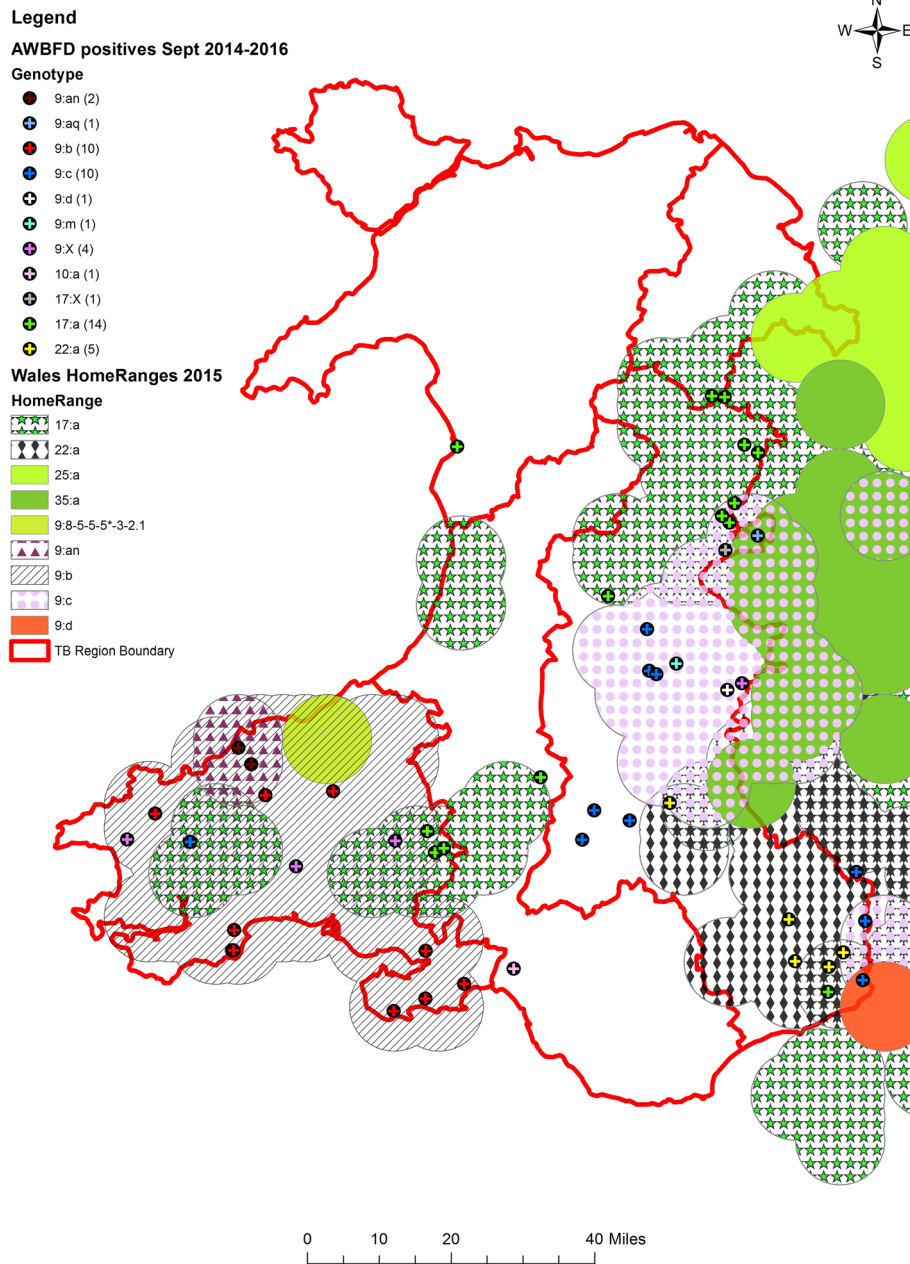 Legend
AWBFD positives Sept 2014-2016
Genotype
9:an (2)
9:aq (1)
9:b (10)
9:c (10)
9:d (1)
9:m (1)
9:X (4)
10:a (1)
17:X (1)
17:a (14)
22:a (5)
Wales HomeRanges 2015
HomeRange
17:a
22:a
25:a
35:a
9:8-5-5-5*-3-2.1
9:an
9:b
9:c
9:d
TB Region Boundary
N
W E
S
0 10 20 40 Miles